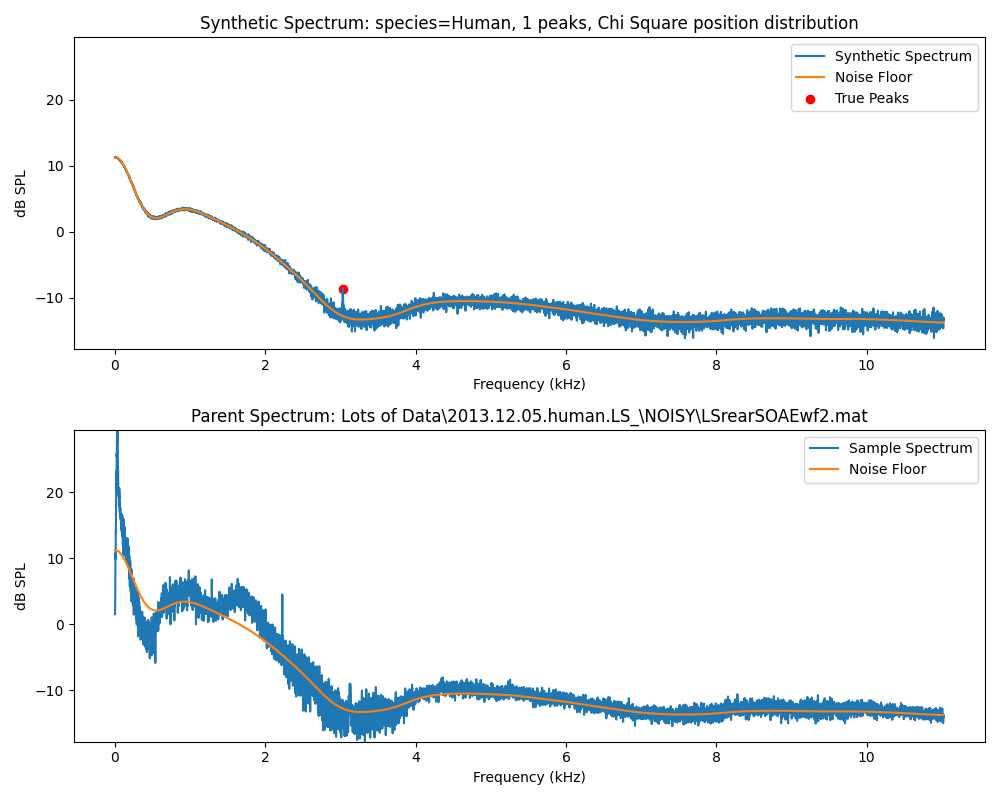 Synthetic Spectrum: species=Human, 1 peaks, Chi Square position distribution
Synthetic Spectrum
Noise Floor
True Peaks
dB SPL
20
10
0
−10
0 2 4 6 8 10
Frequency (kHz)
Parent Spectrum: Lots of Data\2013.12.05.human.LS_\NOISY\LSrearSOAEwf2.mat
Sample Spectrum
Noise Floor
dB SPL
20
10
0
−10
0 2 4 6 8 10
Frequency (kHz)